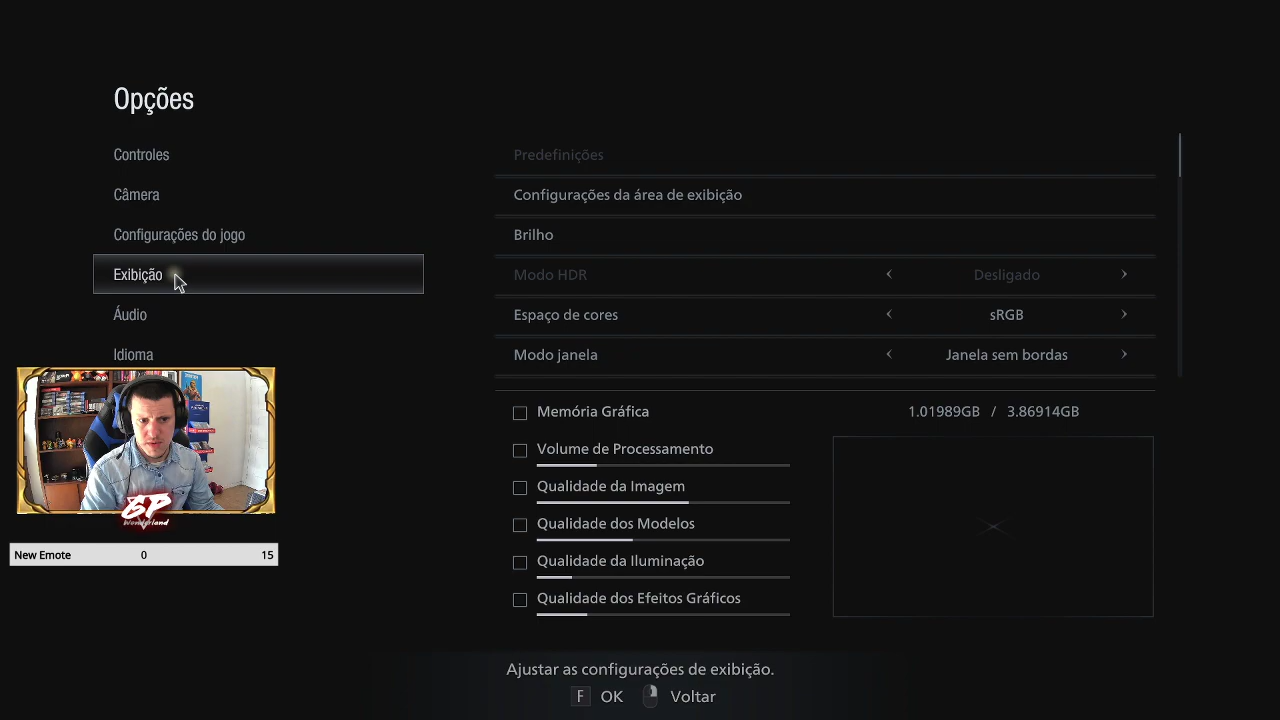 Opções
Controles
Câmera
Configurações do jogo
Exibição
Áudio
Idioma
Predefinições
Configurações da área de exibição
Brilho
Modo HDR Desligado
Espaço de cores sRGB
Modo janela Janela sem bordas
Memória Gráfica 1.01989GB / 3.86914GB
Volume de Processamento
Qualidade da Imagem
Qualidade dos Modelos
Qualidade da Iluminação
Qualidade dos Efeitos Gráficos
6P
Wonderland
New Emote 0 15
Ajustar as configurações de exibição.
F OK Voltar